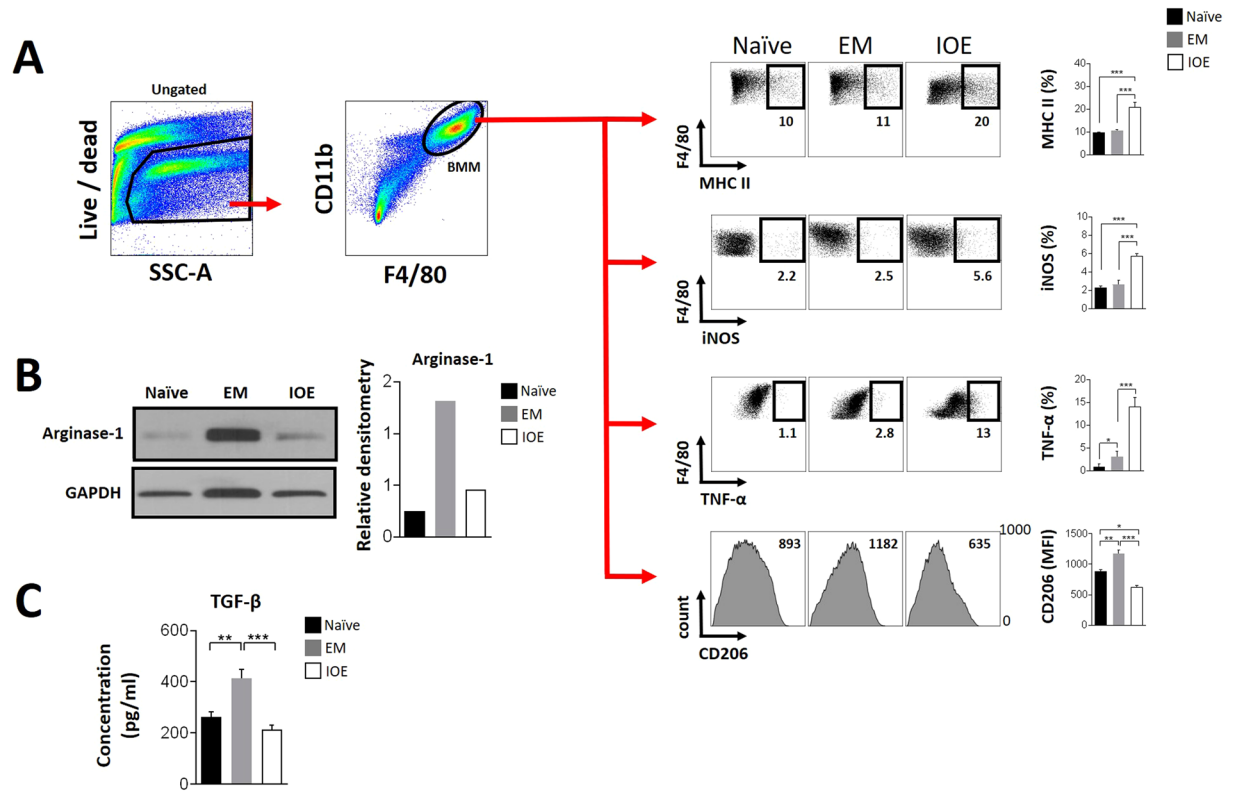 Naïve
EM
IOE
A
Ungated
Live / dead
SSC-A
CD11b
BMM
F4/80
Naïve EM IOE
F4/80
10 11 20
MHC II
MHC II (%)
40
30
20
10
0
***
***
F4/80
2.2 2.5 5.6
iNOS
iNOS (%)
10
8
6
4
2
0
***
***
F4/80
1.1 2.8 13
TNF-α
TNF-α (%)
20
15
10
5
0
***
*
count
893 1182 635
1000
0
CD206
CD206 (MFI)
1500
1000
500
0
*
** ***
B
Naïve EM IOE
Arginase-1
GAPDH
Arginase-1
Relative densitometry
2
1
1
0
Naïve
EM
IOE
C
TGF-β
Concentration
(pg/ml)
600
400
200
0
** ***
Naïve
EM
IOE